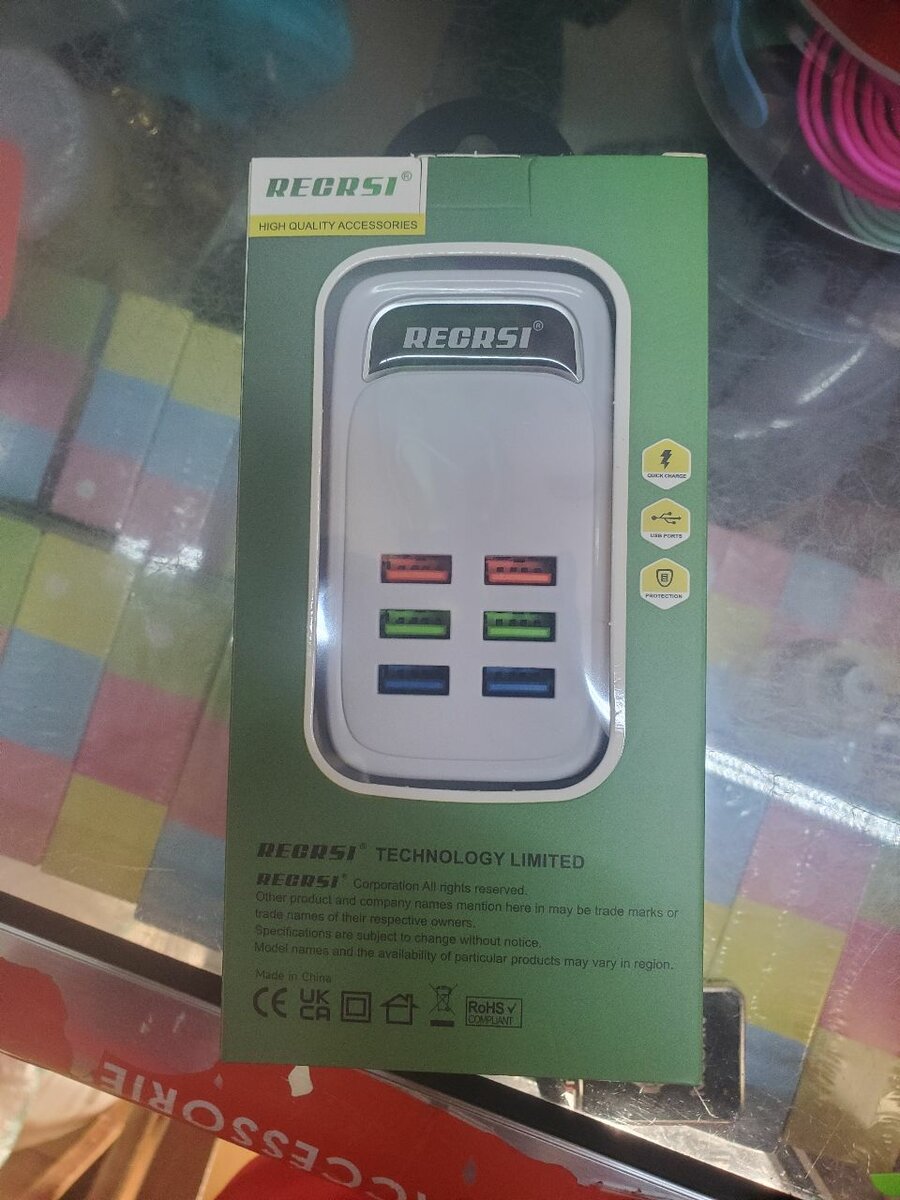 RECRSI®
HIGH QUALITY ACCESSORIES
RECRSI®
QUICK CHARGE
USB PORTS
PROTECTION
RECRSI® TECHNOLOGY LIMITED
RECRSI® Corporation All rights reserved.
Other product and company names mention here in may be trade marks or
trade names of their respective owners.
Specifications are subject to change without notice.
Model names and the availability of particular products may vary in region.
Made in China
CE UK CA RoHS ✓
COMPLIANT
ACCESSORIE